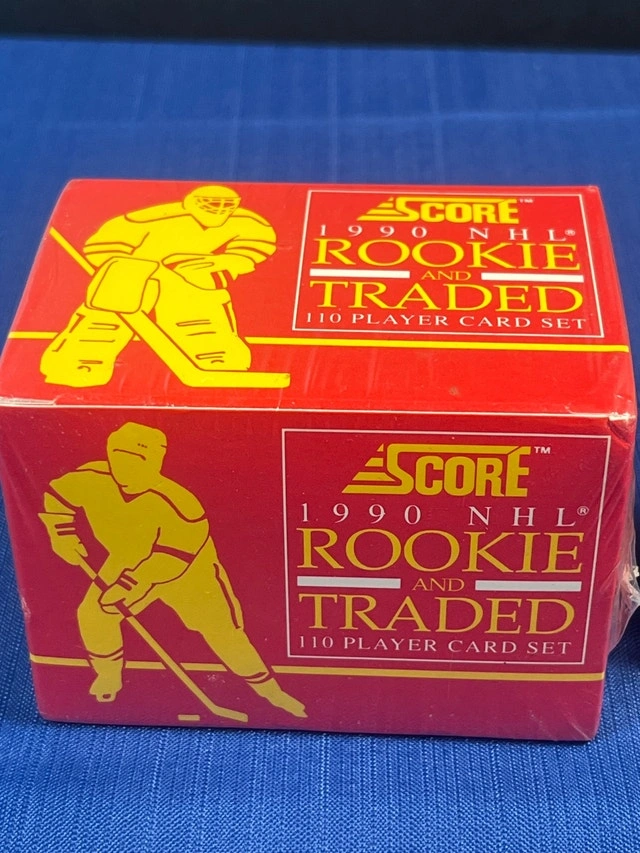 SCORE™
1990 NHL®
ROOKIE
AND
TRADED
110 PLAYER CARD SET
SCORE™
1990 NHL®
ROOKIE
AND
TRADED
110 PLAYER CARD SET